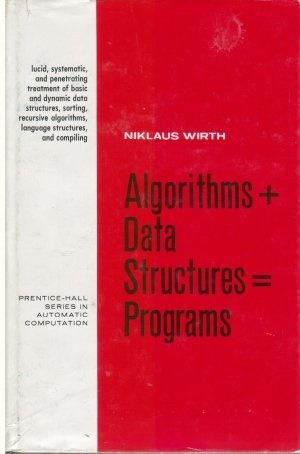 lucid, systematic,
and penetrating
treatment of basic
and dynamic data
structures, sorting,
recursive algorithms,
language structures,
and compiling
NIKLAUS WIRTH
Algorithms +
Data
Structures =
Programs
PRENTICE-HALL
SERIES IN
AUTOMATIC
COMPUTATION